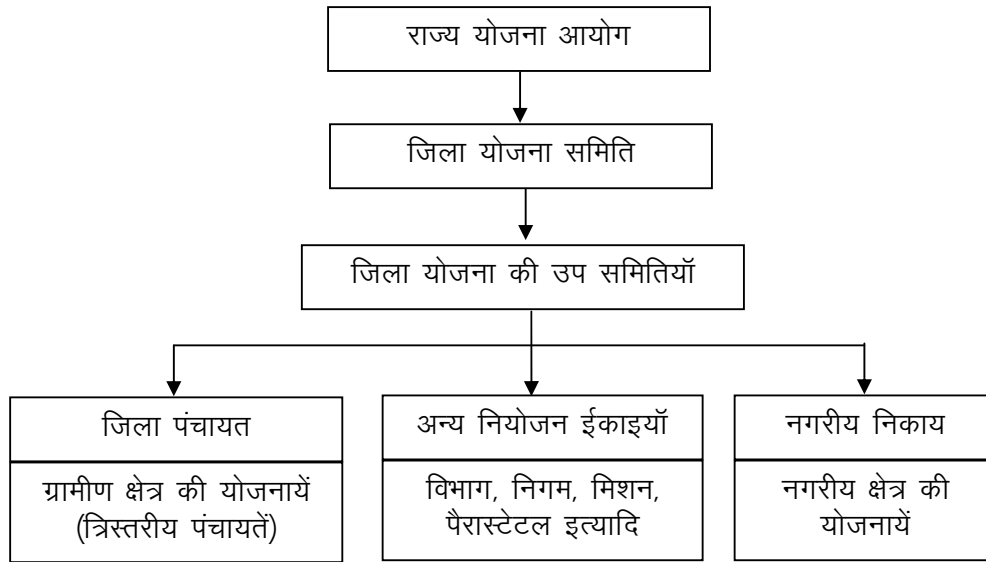 राज्य योजना आयोग
जिला योजना समिति
जिला योजना की उप समितियॉ
जिला पंचायत
ग्रामीण क्षेत्र की योजनायें
(त्रिस्तरीय पंचायतें)
अन्य नियोजन ईकाइयॉ
विभाग, निगम, मिशन,
पैरास्टेटल इत्यादि
नगरीय निकाय
नगरीय क्षेत्र की
योजनायें